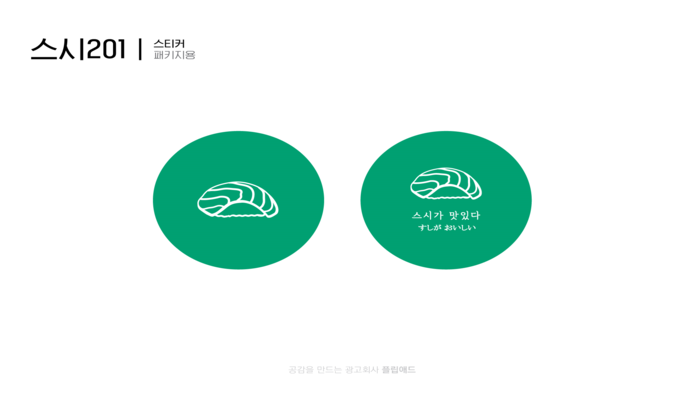 스시201
스티커
패키지용
스시가 맛있다
すしが おいしい
공감을 만드는 광고회사 플립애드